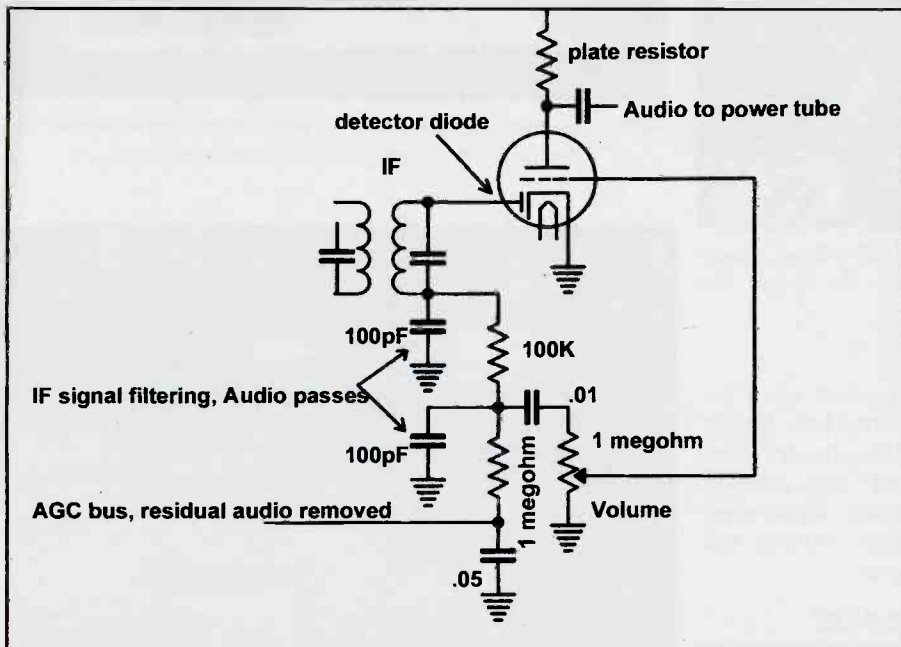 plate resistor
Audio to power tube
detector diode
IF
100pF
100K
IF signal filtering, Audio passes
.01
1 megohm
100pF
1 megohm
AGC bus, residual audio removed
Volume
.05